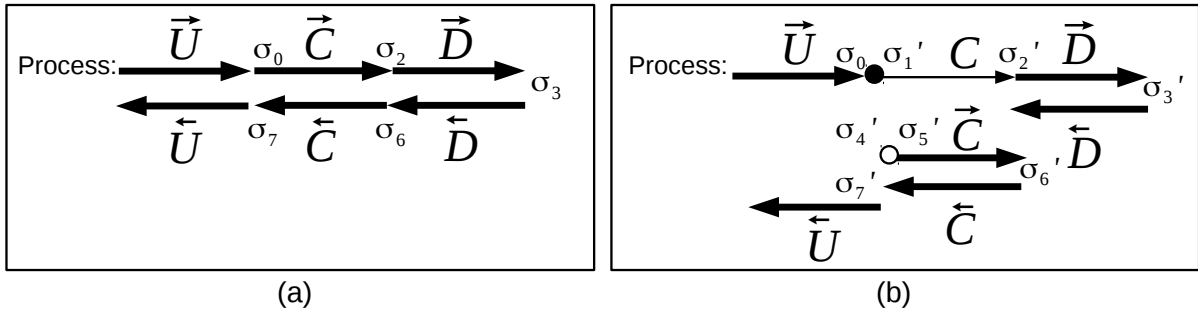 U⃗ σ₀ C⃗ σ₂ D⃗
Process:
σ₃
σ₇ σ₆
U⃖ C⃖ D⃖
(a)
U⃗ σ₀ σ₁′ C σ₂′ D⃗
Process:
σ₃′
σ₄′ σ₅′ C⃗ D⃖
σ₆′
σ₇′
U⃖ C⃖
(b)